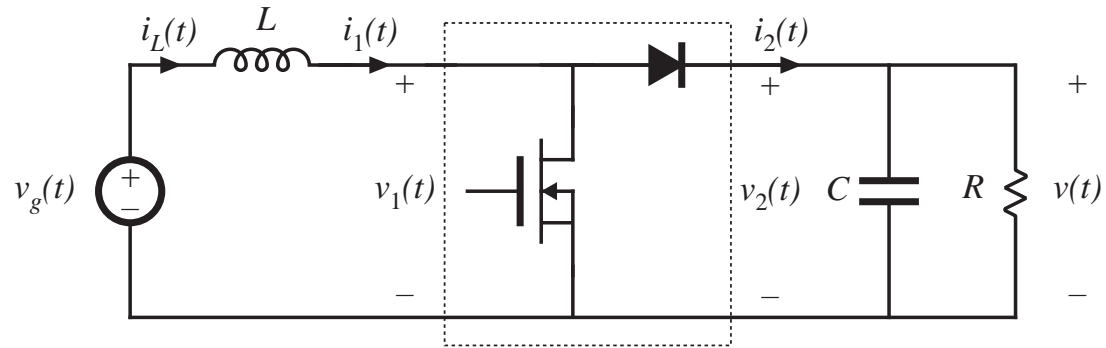 i_L(t) L i_1(t) i_2(t)
+ + +
v_g(t) + − v_1(t) v_2(t) C R v(t)
− − −